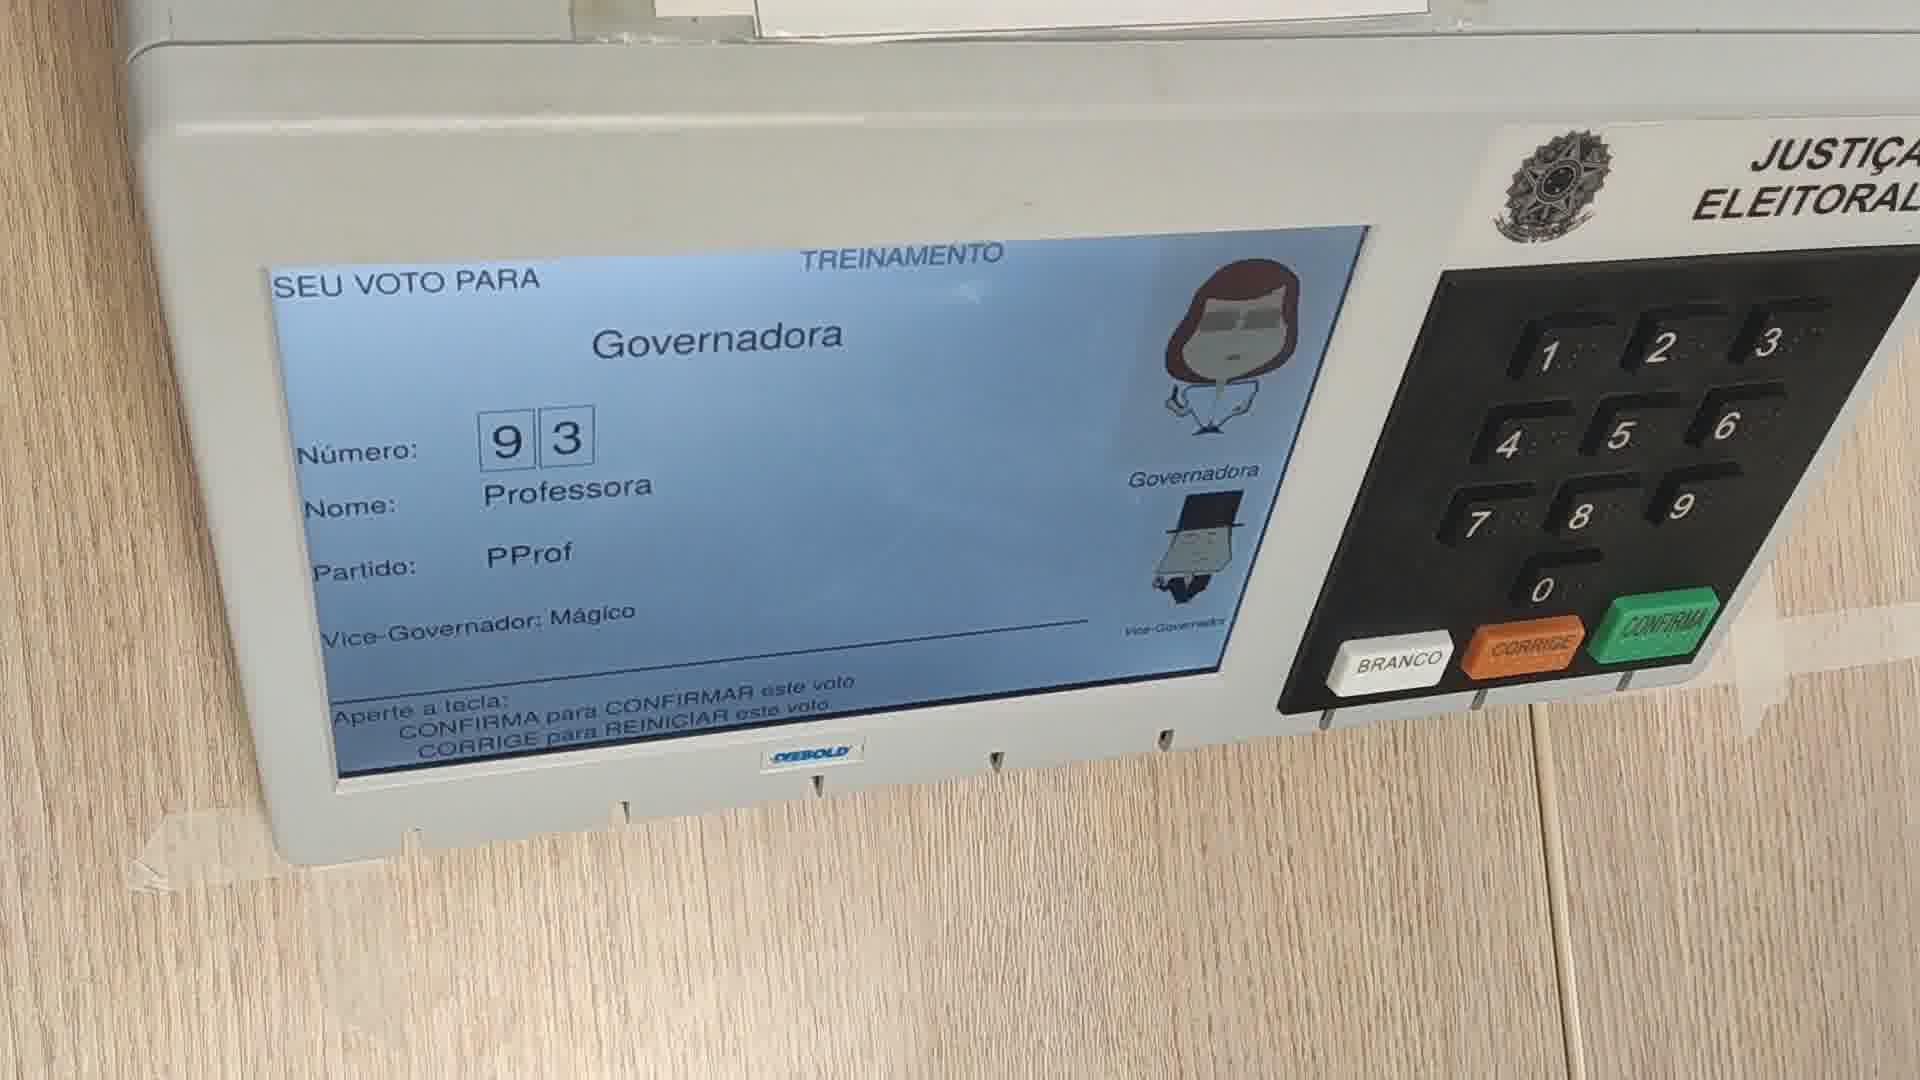 JUSTIÇA
ELEITORAL
SEU VOTO PARA
TREINAMENTO
Governadora
Número: 9 3
Nome: Professora
Partido: PProf
Vice-Governador: Mágico
Governadora
Vice-Governador
Aperte a tecla:
CONFIRMA para CONFIRMAR este voto
CORRIGE para REINICIAR este voto
DIEBOLD
1 2 3
4 5 6
7 8 9
0
BRANCO CORRIGE CONFIRMA